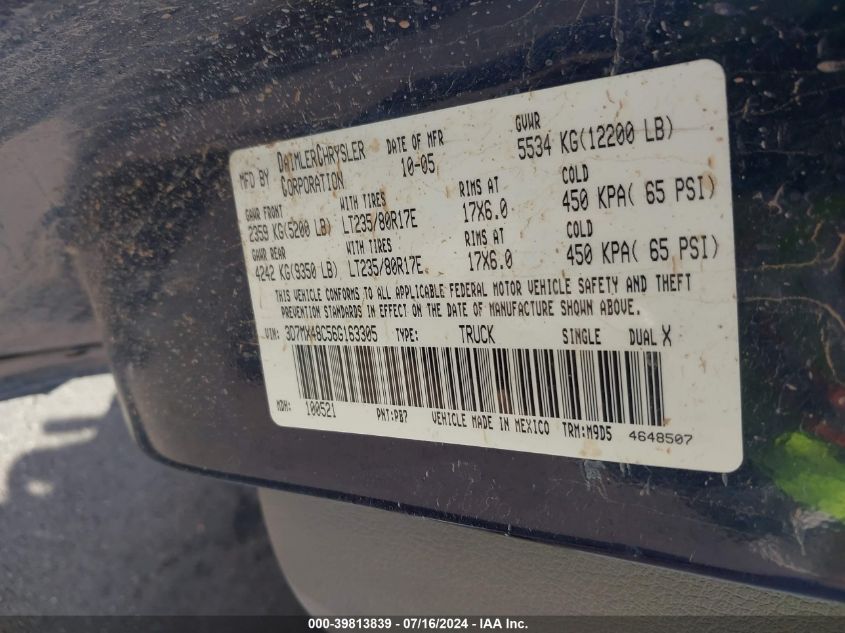 MFD BY DAIMLERCHRYSLER CORPORATION
DATE OF MFR 10-05
GVWR 5534 KG(12200 LB)
GAWR FRONT 2359 KG(5200 LB)
WITH TIRES LT235/80R17E
RIMS AT 17X6.0
COLD 450 KPA( 65 PSI)
GAWR REAR 4242 KG(9350 LB)
WITH TIRES LT235/80R17E
RIMS AT 17X6.0
COLD 450 KPA( 65 PSI)
THIS VEHICLE CONFORMS TO ALL APPLICABLE FEDERAL MOTOR VEHICLE SAFETY AND THEFT
PREVENTION STANDARDS IN EFFECT ON THE DATE OF MANUFACTURE SHOWN ABOVE.
VIN: 3D7MX48C56G163305 TYPE: TRUCK SINGLE DUAL X
MDH: 100521 PNT:PB7 VEHICLE MADE IN MEXICO TRM:M9D5 4648507
000-39813839 / 07/16/2024 - IAA Inc.